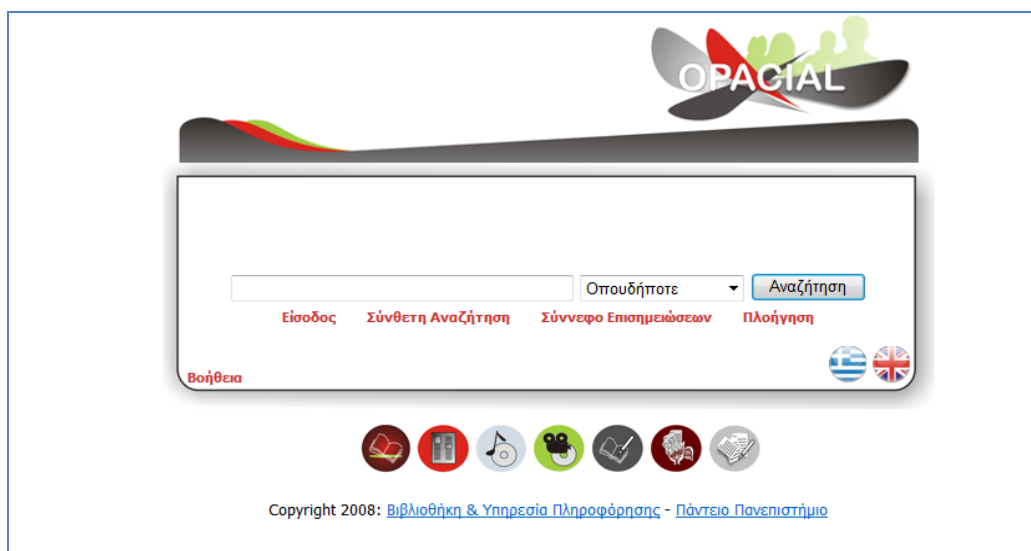 OPACIAL
Οπουδήποτε Αναζήτηση
Είσοδος Σύνθετη Αναζήτηση Σύννεφο Επισημειώσεων Πλοήγηση
Βοήθεια
Copyright 2008: Βιβλιοθήκη & Υπηρεσία Πληροφόρησης - Πάντειο Πανεπιστήμιο